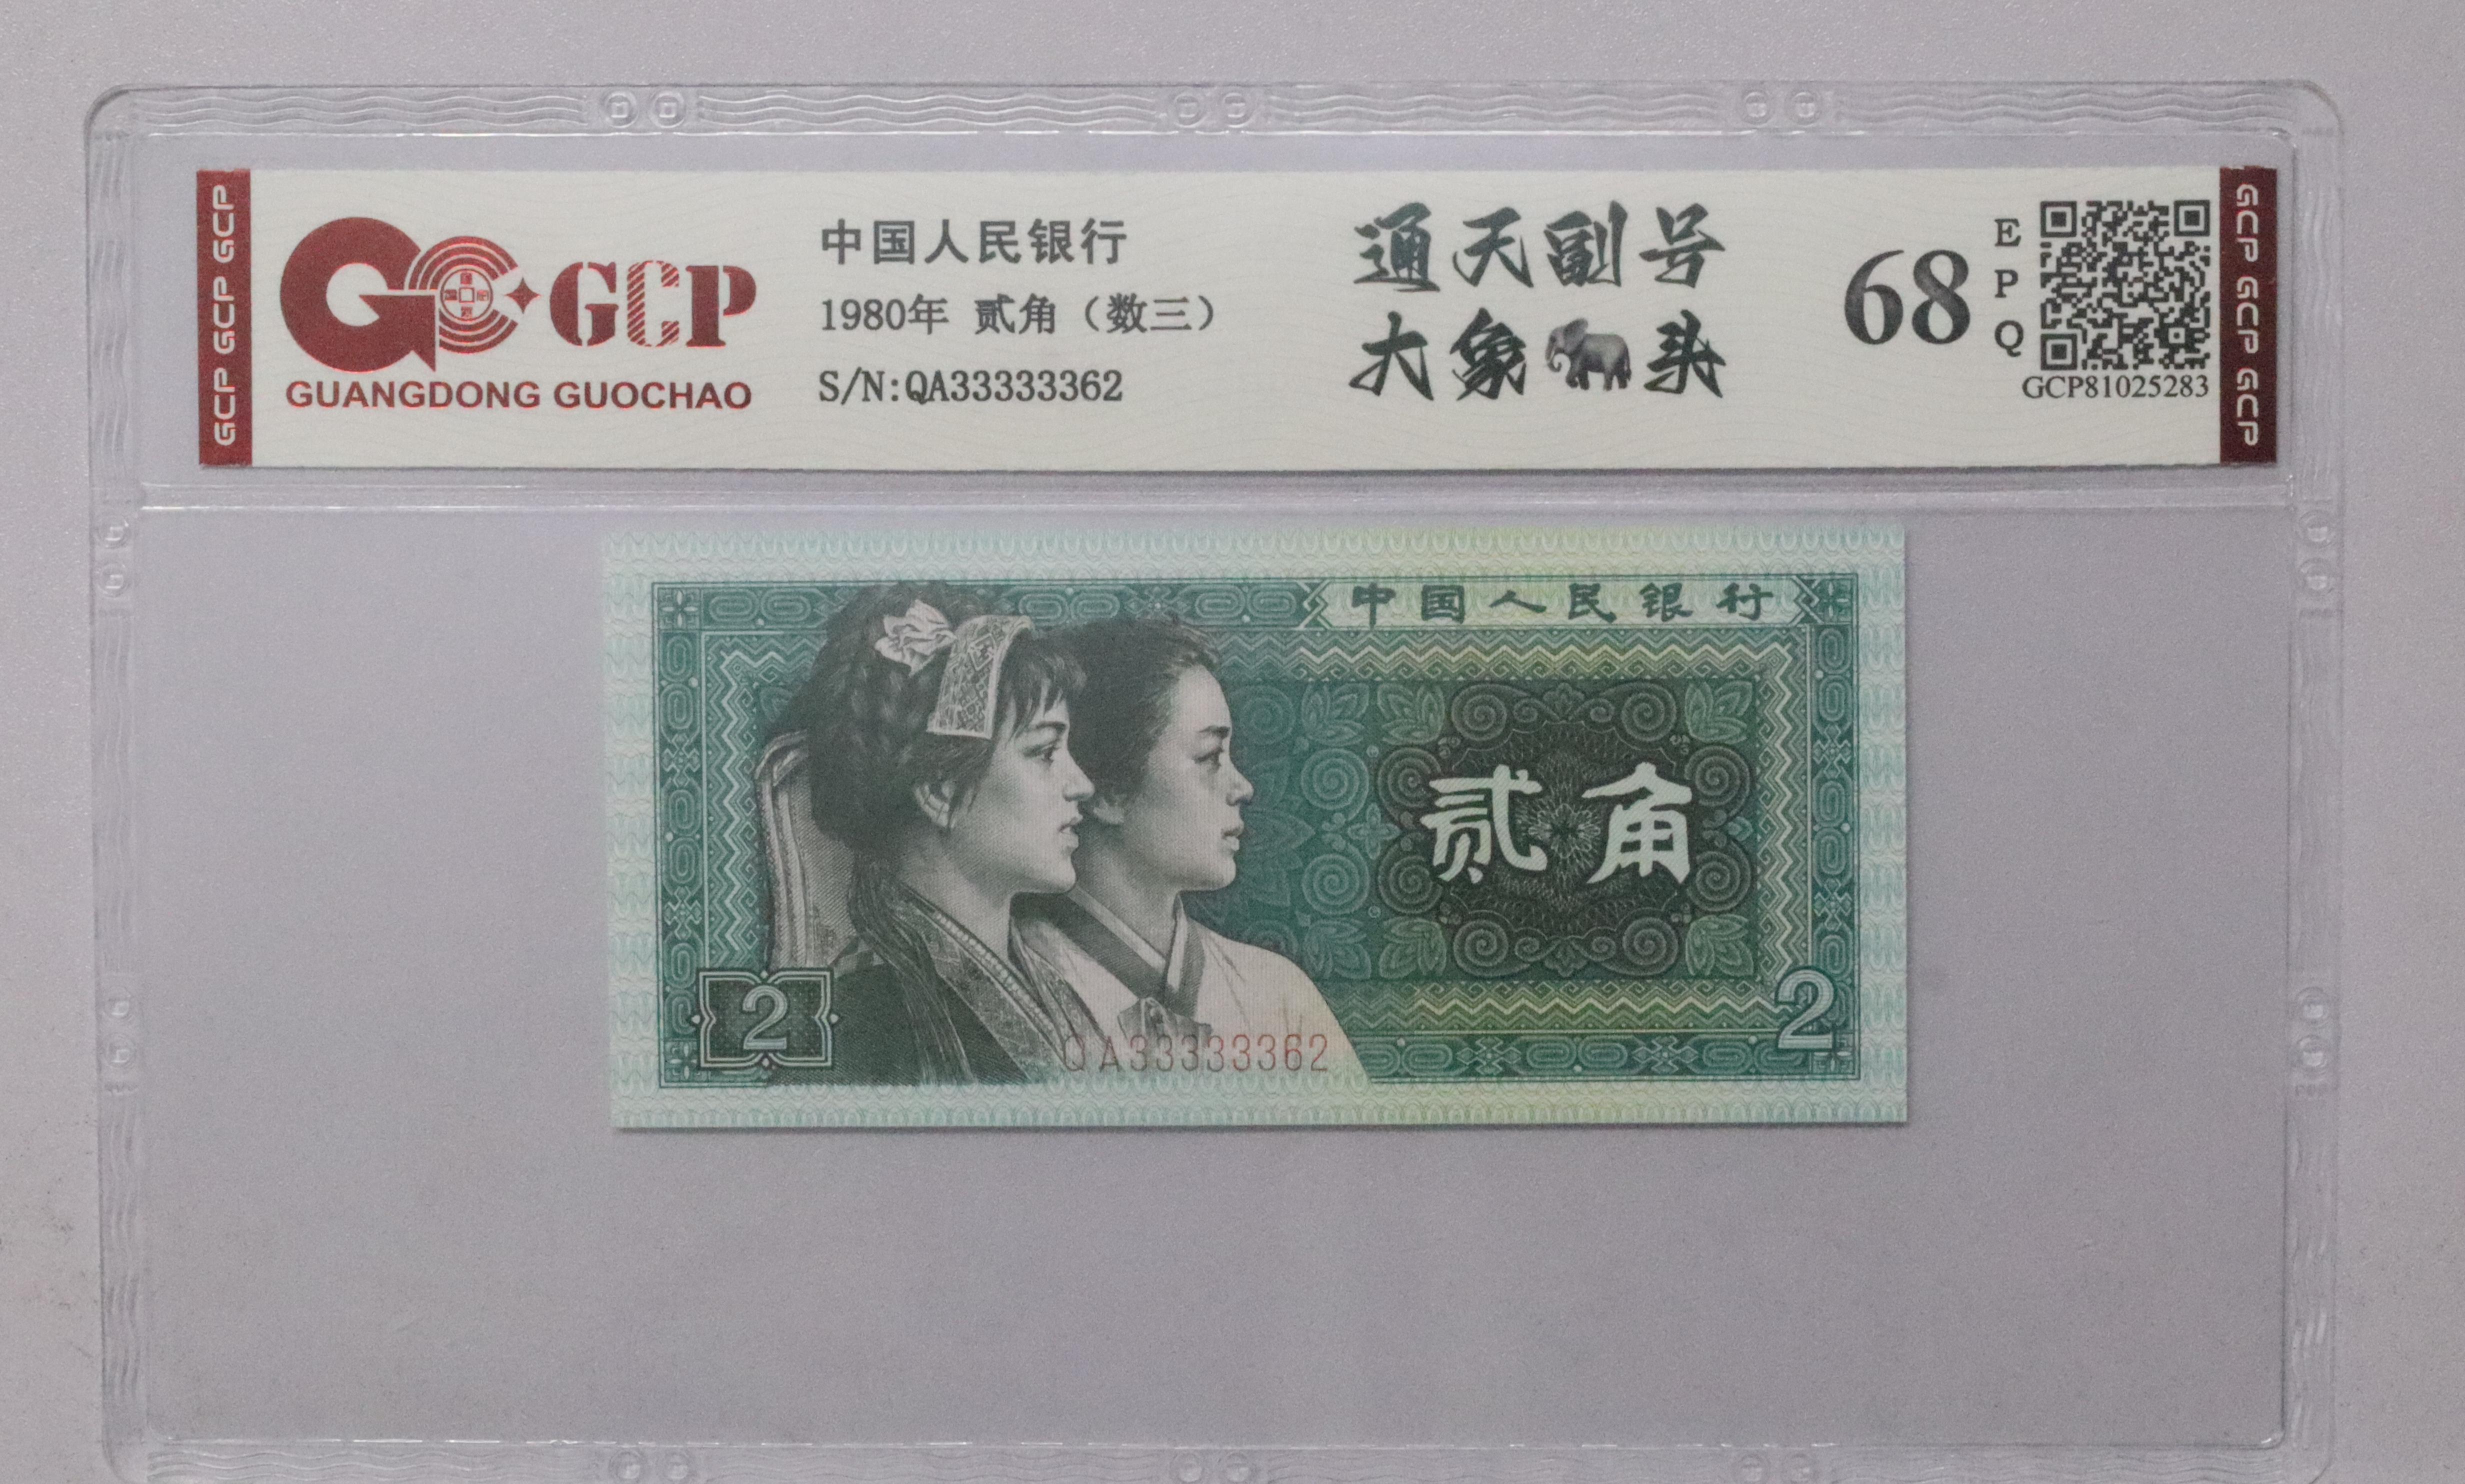 GCP GCP GCP
GCP
GUANGDONG GUOCHAO
中国人民银行
1980年 贰角（数三）
S/N:QA33333362
通天副号
大象头
68
EPQ
GCP81025283
GCP GCP GCP
中国人民银行
贰角
2
2
QA33333362